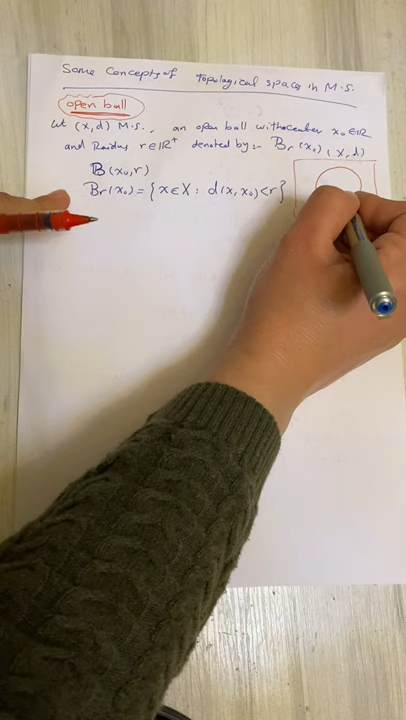 Some Concepts of Topological space in M.S.
open ball
let (X,d) M.S., an open ball with center x₀∈ℝ
and Raidus r∈ℝ⁺ denoted by:- Bᵣ(x₀)
(X,d)
B(x₀,r)
Bᵣ(x₀) = {x∈X : d(x,x₀)<r}